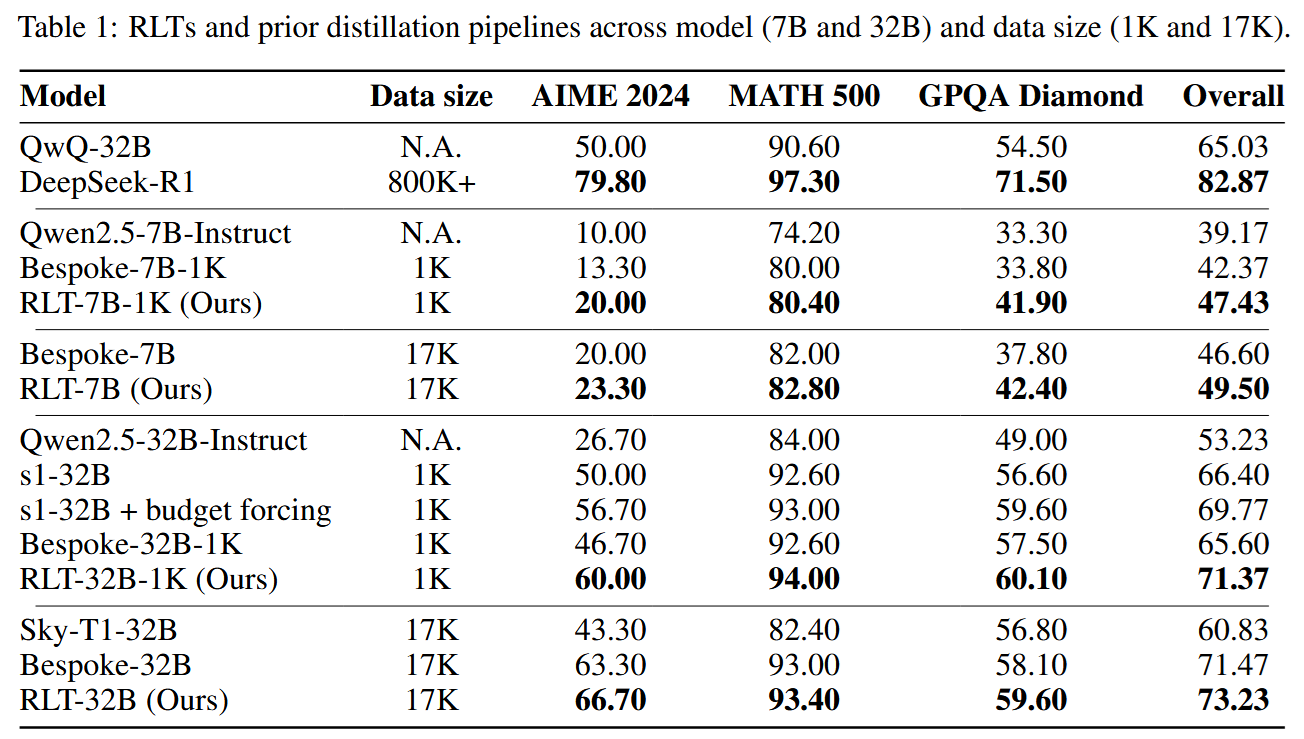 Table 1: RLTs and prior distillation pipelines across model (7B and 32B) and data size (1K and 17K).
Model Data size AIME 2024 MATH 500 GPQA Diamond Overall
QwQ-32B N.A. 50.00 90.60 54.50 65.03
DeepSeek-R1 800K+ 79.80 97.30 71.50 82.87
Qwen2.5-7B-Instruct N.A. 10.00 74.20 33.30 39.17
Bespoke-7B-1K 1K 13.30 80.00 33.80 42.37
RLT-7B-1K (Ours) 1K 20.00 80.40 41.90 47.43
Bespoke-7B 17K 20.00 82.00 37.80 46.60
RLT-7B (Ours) 17K 23.30 82.80 42.40 49.50
Qwen2.5-32B-Instruct N.A. 26.70 84.00 49.00 53.23
s1-32B 1K 50.00 92.60 56.60 66.40
s1-32B + budget forcing 1K 56.70 93.00 59.60 69.77
Bespoke-32B-1K 1K 46.70 92.60 57.50 65.60
RLT-32B-1K (Ours) 1K 60.00 94.00 60.10 71.37
Sky-T1-32B 17K 43.30 82.40 56.80 60.83
Bespoke-32B 17K 63.30 93.00 58.10 71.47
RLT-32B (Ours) 17K 66.70 93.40 59.60 73.23